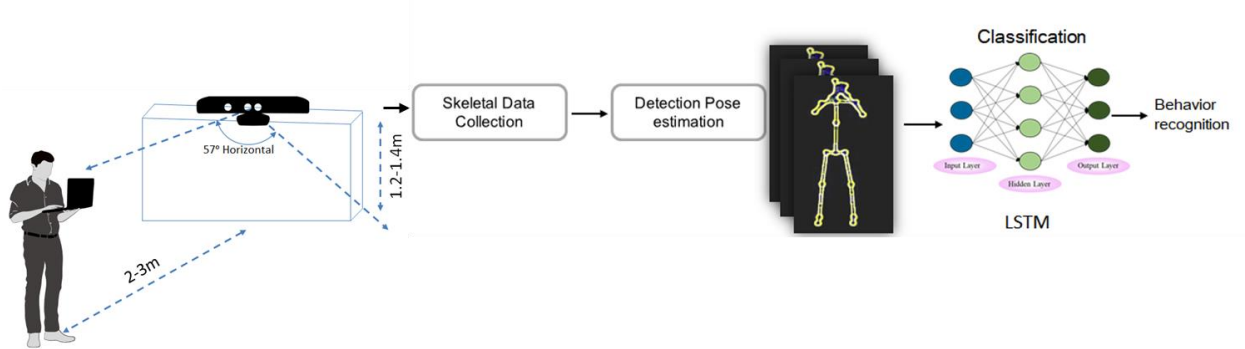 57° Horizontal
1.2-1.4m
2-3m
Skeletal Data
Collection
Detection Pose
estimation
Classification
Input Layer
Hidden Layer
Output Layer
LSTM
Behavior
recognition